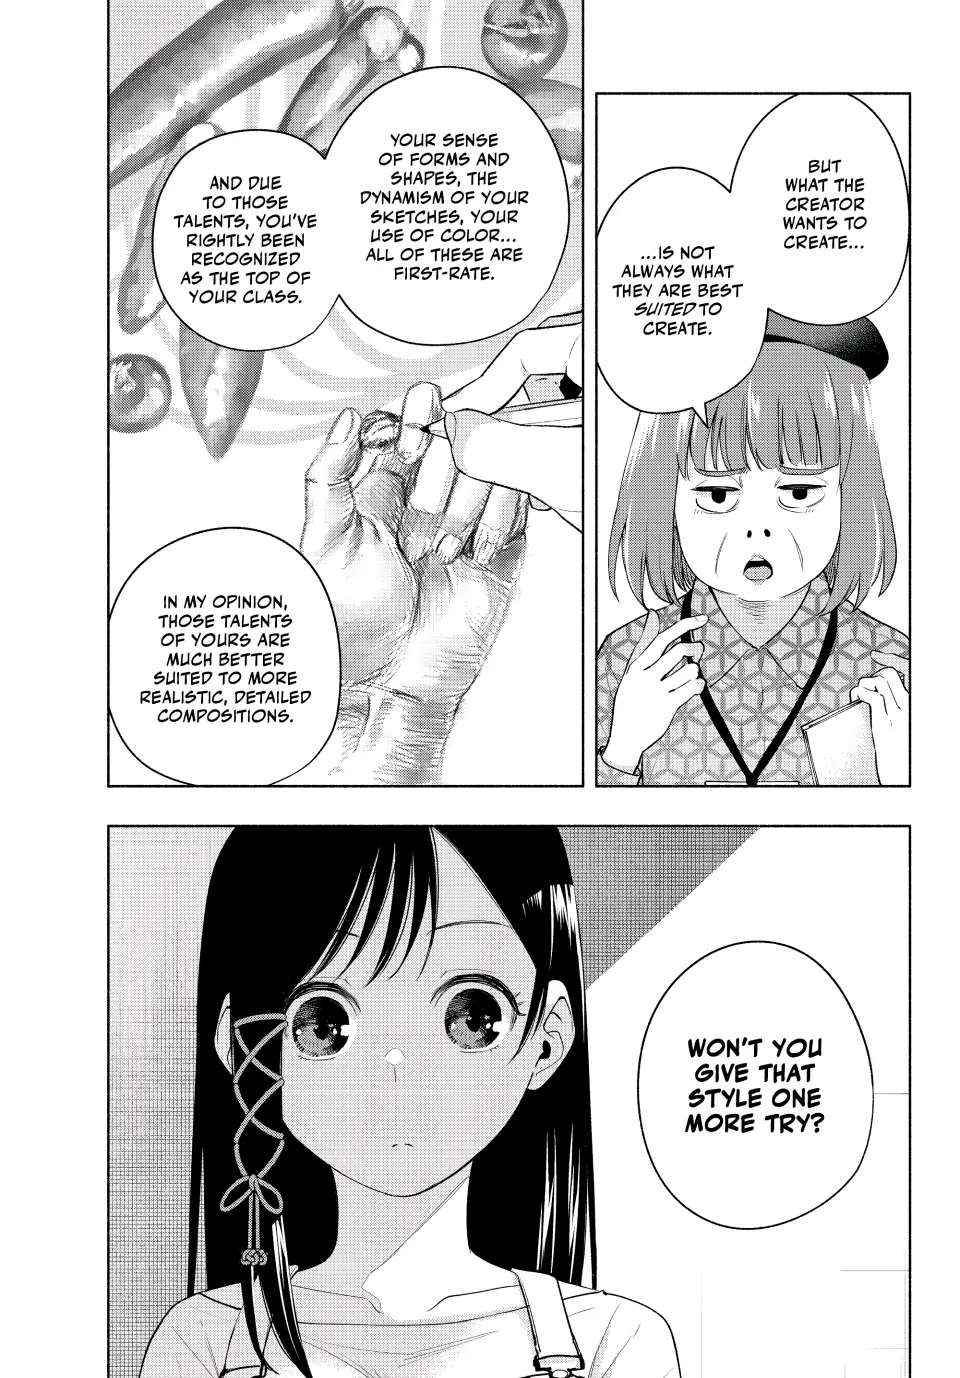 BUT
WHAT THE
CREATOR
WANTS TO
CREATE...
...IS NOT
ALWAYS WHAT
THEY ARE BEST
SUITED TO
CREATE.
YOUR SENSE
OF FORMS AND
SHAPES, THE
DYNAMISM OF YOUR
SKETCHES, YOUR
USE OF COLOR...
ALL OF THESE ARE
FIRST-RATE.
AND DUE
TO THOSE
TALENTS, YOU'VE
RIGHTLY BEEN
RECOGNIZED
AS THE TOP OF
YOUR CLASS.
IN MY OPINION,
THOSE TALENTS
OF YOURS ARE
MUCH BETTER
SUITED TO MORE
REALISTIC, DETAILED
COMPOSITIONS.
WON'T YOU
GIVE THAT
STYLE ONE
MORE TRY?